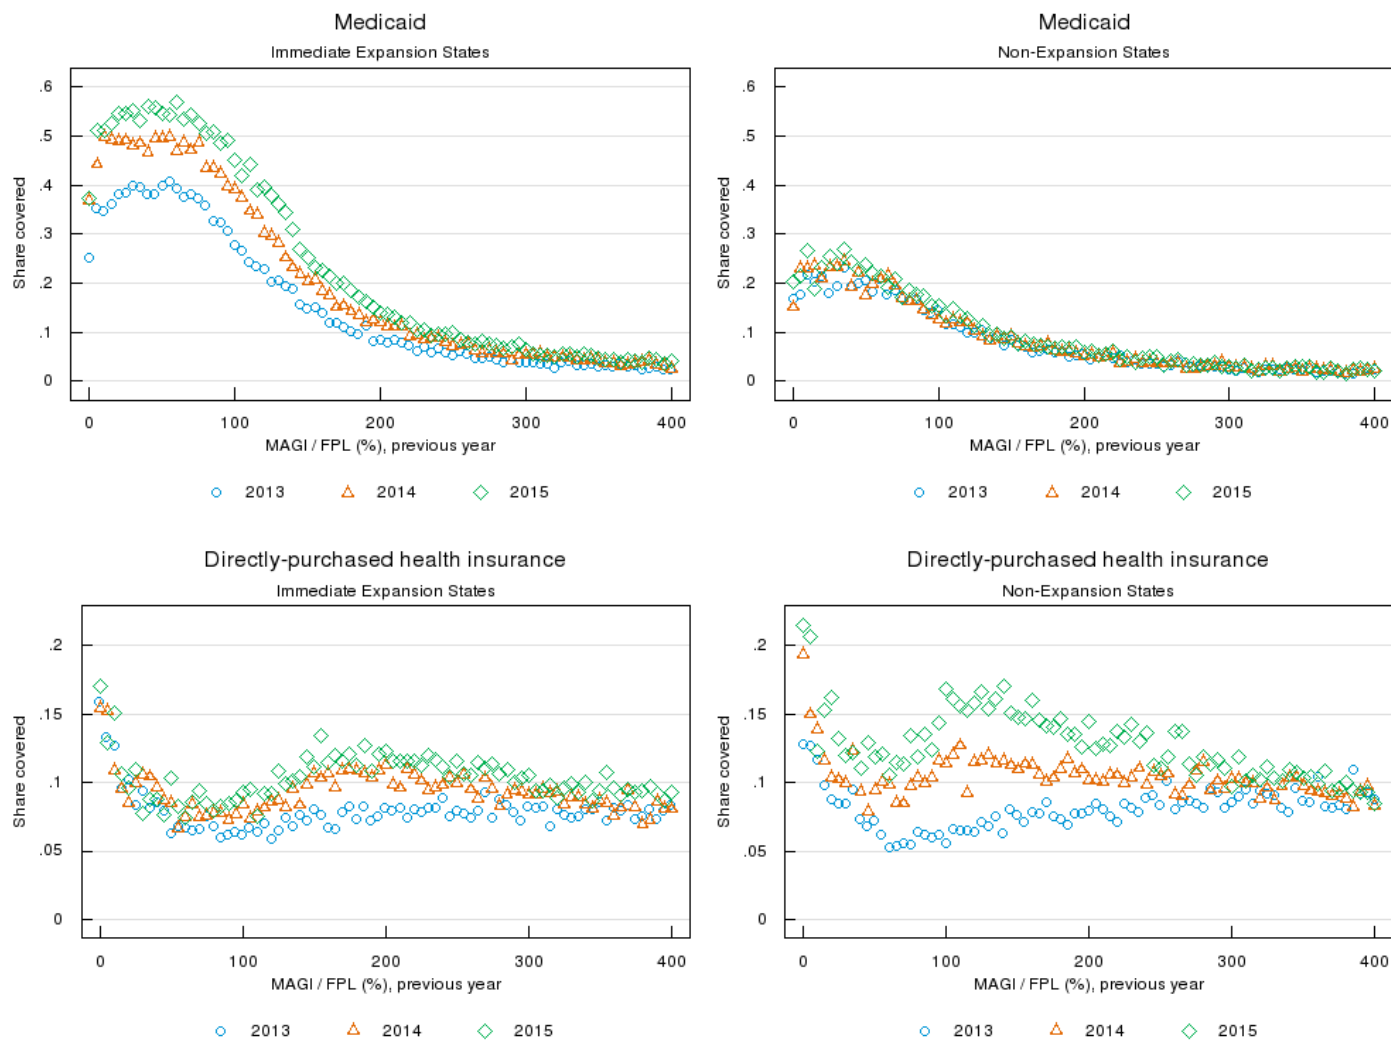 Medicaid
Immediate Expansion States
.6
.5
.4
.3
.2
.1
0
Share covered
0 100 200 300 400
MAGI / FPL (%), previous year
2013 2014 2015
Medicaid
Non-Expansion States
.6
.5
.4
.3
.2
.1
0
Share covered
0 100 200 300 400
MAGI / FPL (%), previous year
2013 2014 2015
Directly-purchased health insurance
Immediate Expansion States
.2
.15
.1
.05
0
Share covered
0 100 200 300 400
MAGI / FPL (%), previous year
2013 2014 2015
Directly-purchased health insurance
Non-Expansion States
.2
.15
.1
.05
0
Share covered
0 100 200 300 400
MAGI / FPL (%), previous year
2013 2014 2015